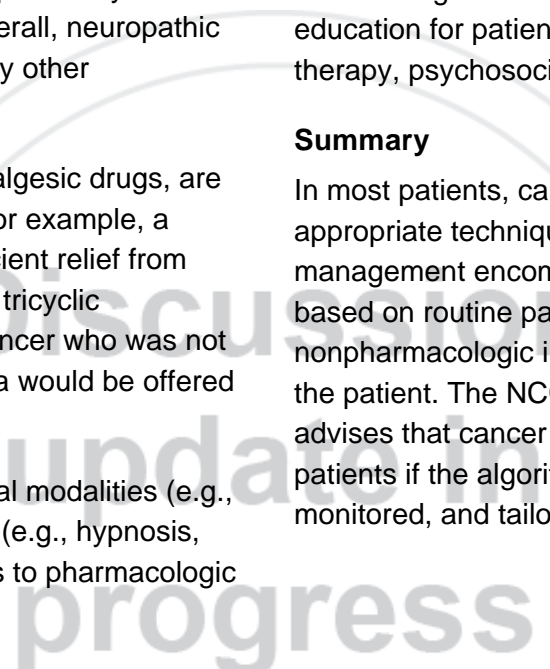 erall, neuropathic
y other
algesic drugs, are
or example, a
cient relief from
tricyclic
ncer who was not
a would be offered
al modalities (e.g.,
(e.g., hypnosis,
s to pharmacologic
education for patien
therapy, psychosoci
Summary
In most patients, ca
appropriate techniqu
management encom
based on routine pa
nonpharmacologic i
the patient. The NC
advises that cancer
patients if the algori
monitored, and tailo
Discussion
update in
progress